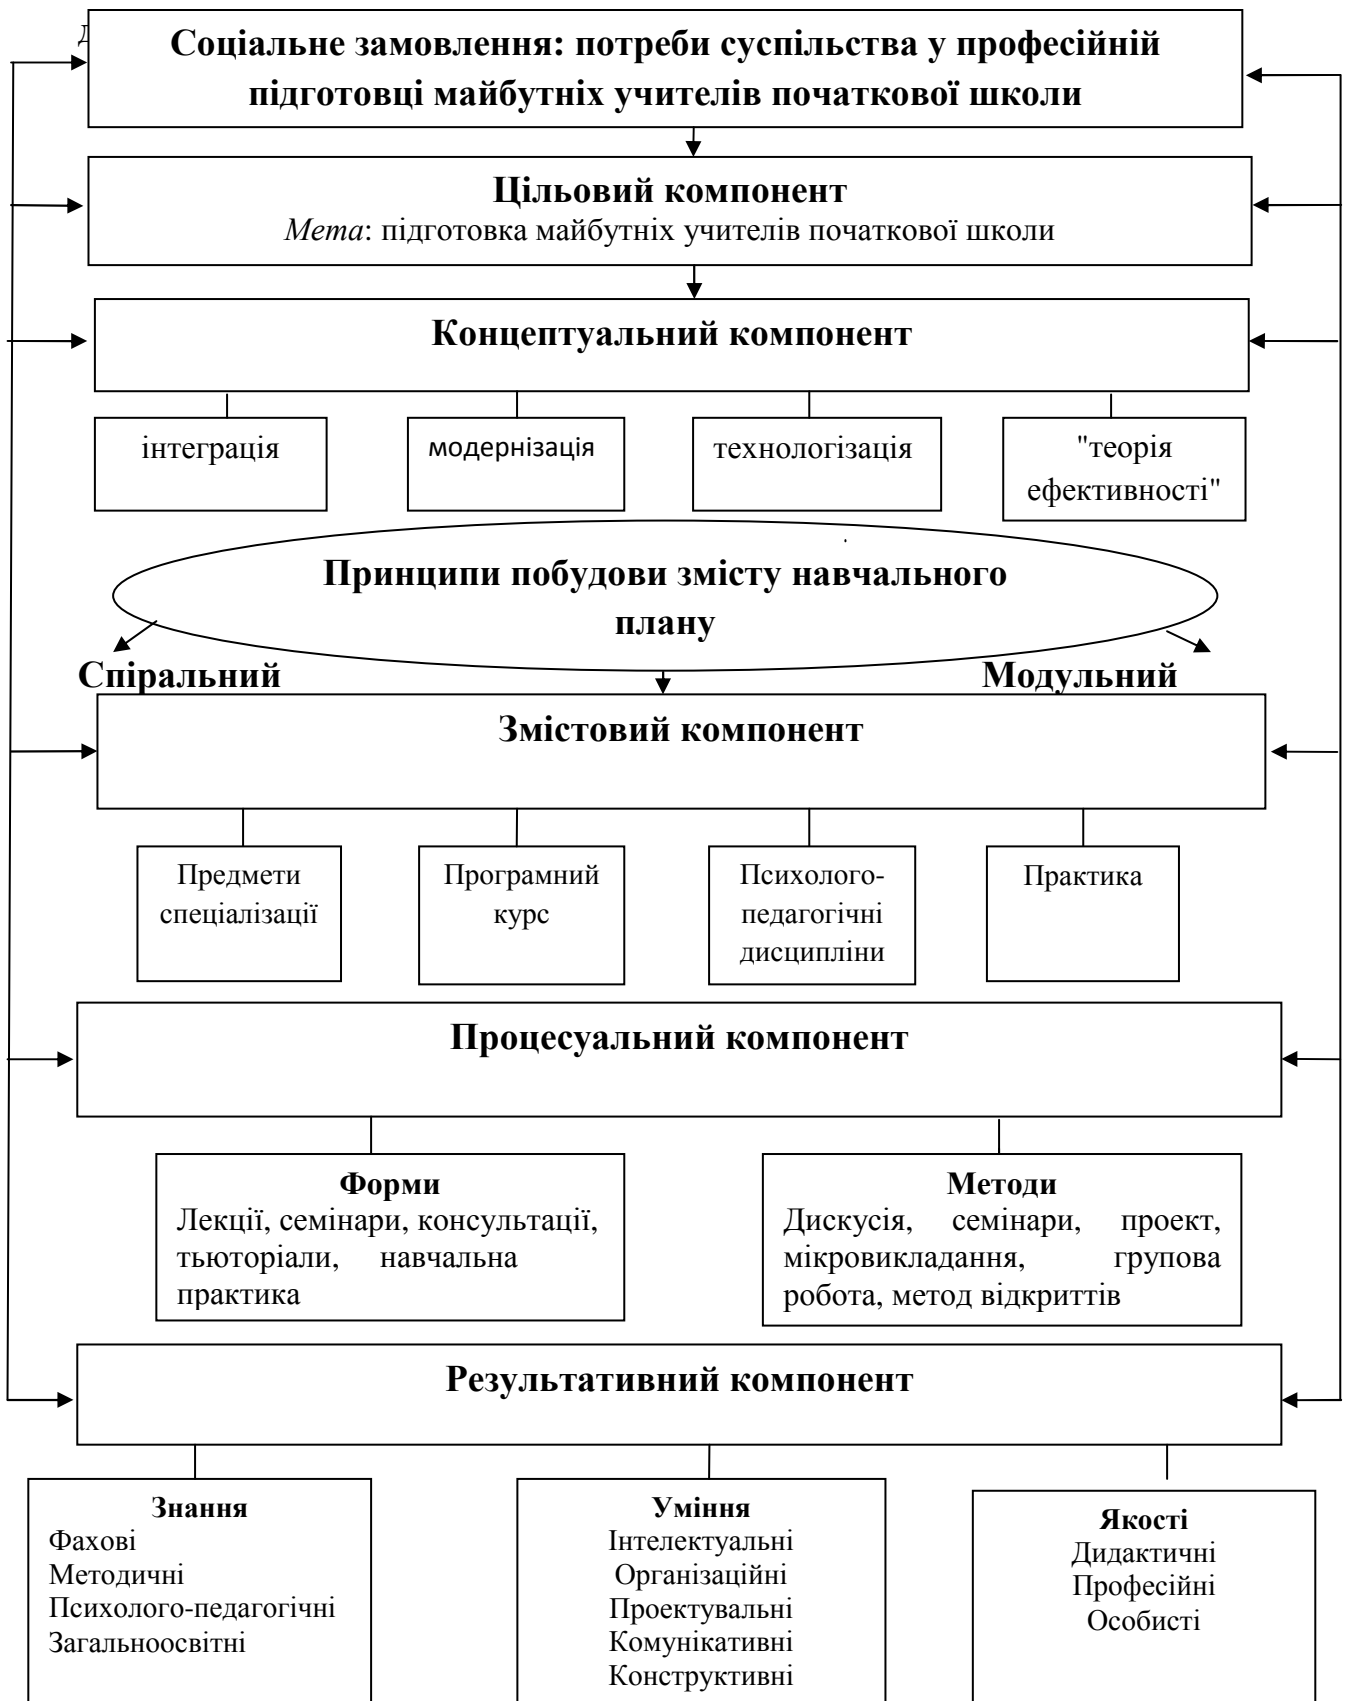 Соціальне замовлення: потреби суспільства у професійній
підготовці майбутніх учителів початкової школи
Цільовий компонент
Мета: підготовка майбутніх учителів початкової школи
Концептуальний компонент
інтеграція
модернізація
технологізація
"теорія
ефективності"
Принципи побудови змісту навчального
плану
Спіральний
Модульний
Змістовий компонент
Предмети
спеціалізації
Програмний
курс
Психолого-
педагогічні
дисципліни
Практика
Процесуальний компонент
Форми
Лекції, семінари, консультації,
тьюторіали, навчальна
практика
Методи
Дискусія, семінари, проект,
мікровикладання, групова
робота, метод відкриттів
Результативний компонент
Знання
Фахові
Методичні
Психолого-педагогічні
Загальноосвітні
Уміння
Інтелектуальні
Організаційні
Проектувальні
Комунікативні
Конструктивні
Якості
Дидактичні
Професійні
Особисті